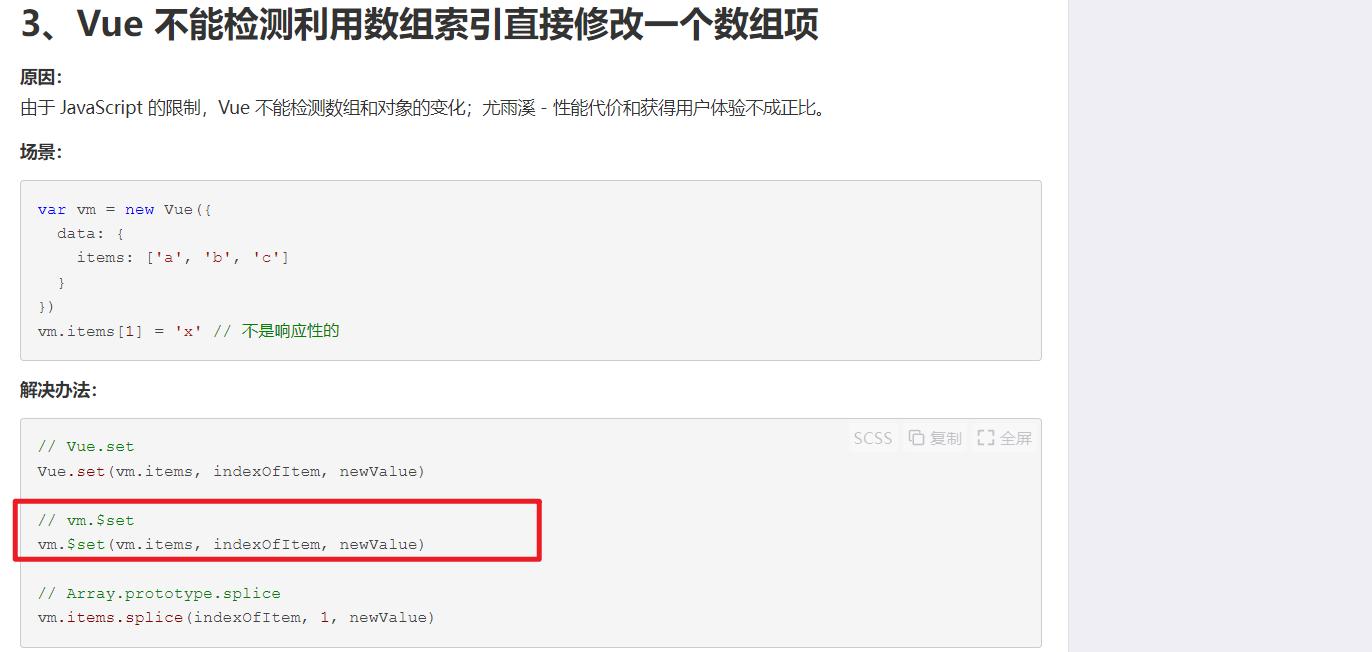 3、Vue 不能检测利用数组索引直接修改一个数组项
原因：
由于 JavaScript 的限制，Vue 不能检测数组和对象的变化；尤雨溪 - 性能代价和获得用户体验不成正比。
场景：
var vm = new Vue({
  data: {
    items: ['a', 'b', 'c']
  }
})
vm.items[1] = 'x' // 不是响应性的
解决办法：
SCSS 复制 全屏
// Vue.set
Vue.set(vm.items, indexOfItem, newValue)
// vm.$set
vm.$set(vm.items, indexOfItem, newValue)
// Array.prototype.splice
vm.items.splice(indexOfItem, 1, newValue)